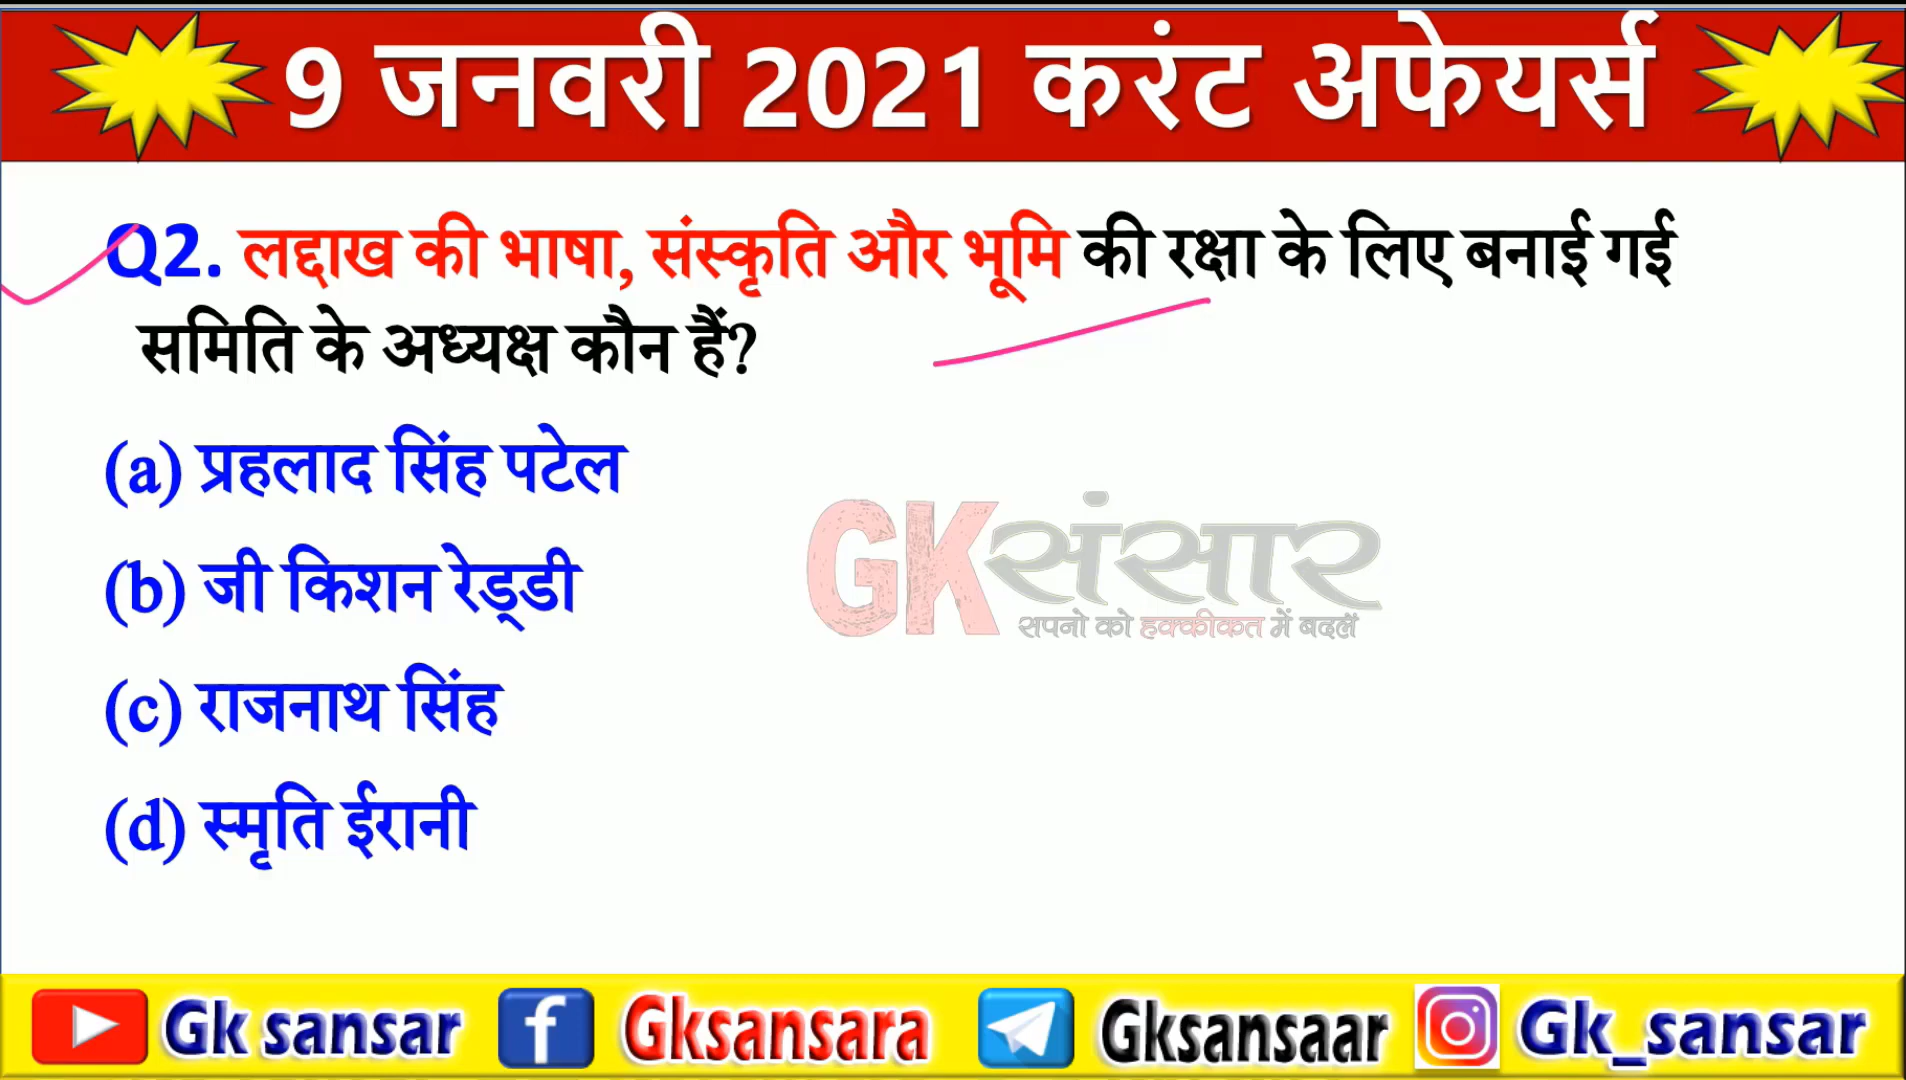 9 जनवरी 2021 करंट अफेयर्स
Q2. लद्दाख की भाषा, संस्कृति और भूमि की रक्षा के लिए बनाई गई
समिति के अध्यक्ष कौन हैं?
(a) प्रहलाद सिंह पटेल
(b) जी किशन रेड्डी
(c) राजनाथ सिंह
(d) स्मृति ईरानी
GK संसार
सपनो को हक्कीकत में बदलें
Gk sansar
Gksansara
Gksansaar
Gk_sansar